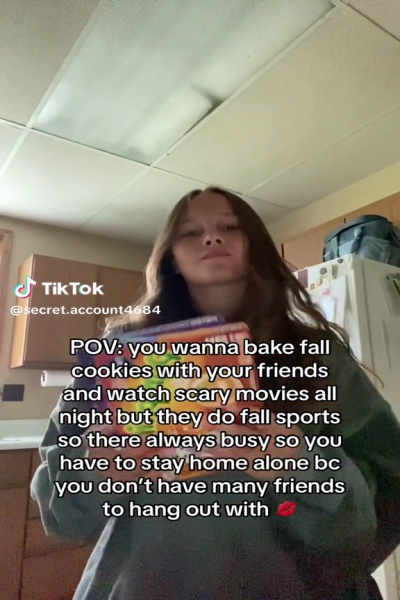 TikTok
@secret.account4684
POV: you wanna bake fall
cookies with your friends
and watch scary movies all
night but they do fall sports
so there always busy so you
have to stay home alone bc
you don't have many friends
to hang out with 💋